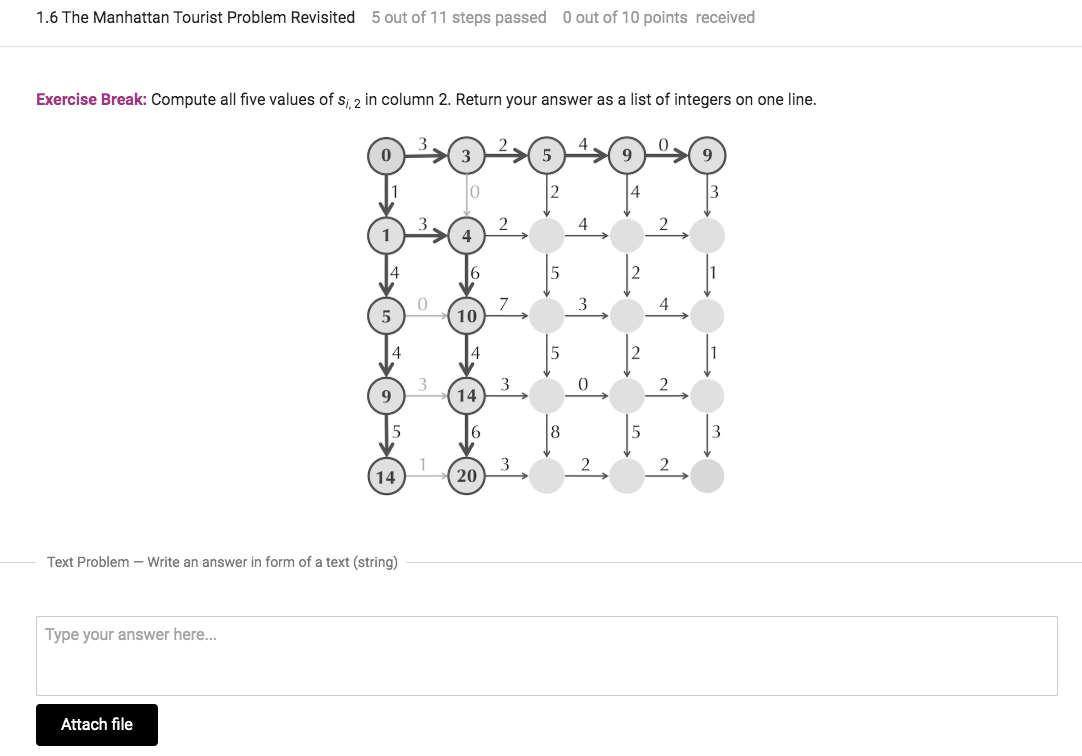 1.6 The Manhattan Tourist Problem Revisited 5 out of 11 steps passed 0 out of 10 points received
Exercise Break: Compute all five values of si, 2 in column 2. Return your answer as a list of integers on one line.
3 2 4 0
0 3 5 9 9
1 0 2 4 3
3 2 4 2
1 4
4 6 5 2 1
0 7 3 4
5 10
4 4 5 2 1
3 3 0 2
9 14
5 6 8 5 3
1 3 2 2
14 20
Text Problem — Write an answer in form of a text (string)
Type your answer here...
Attach file